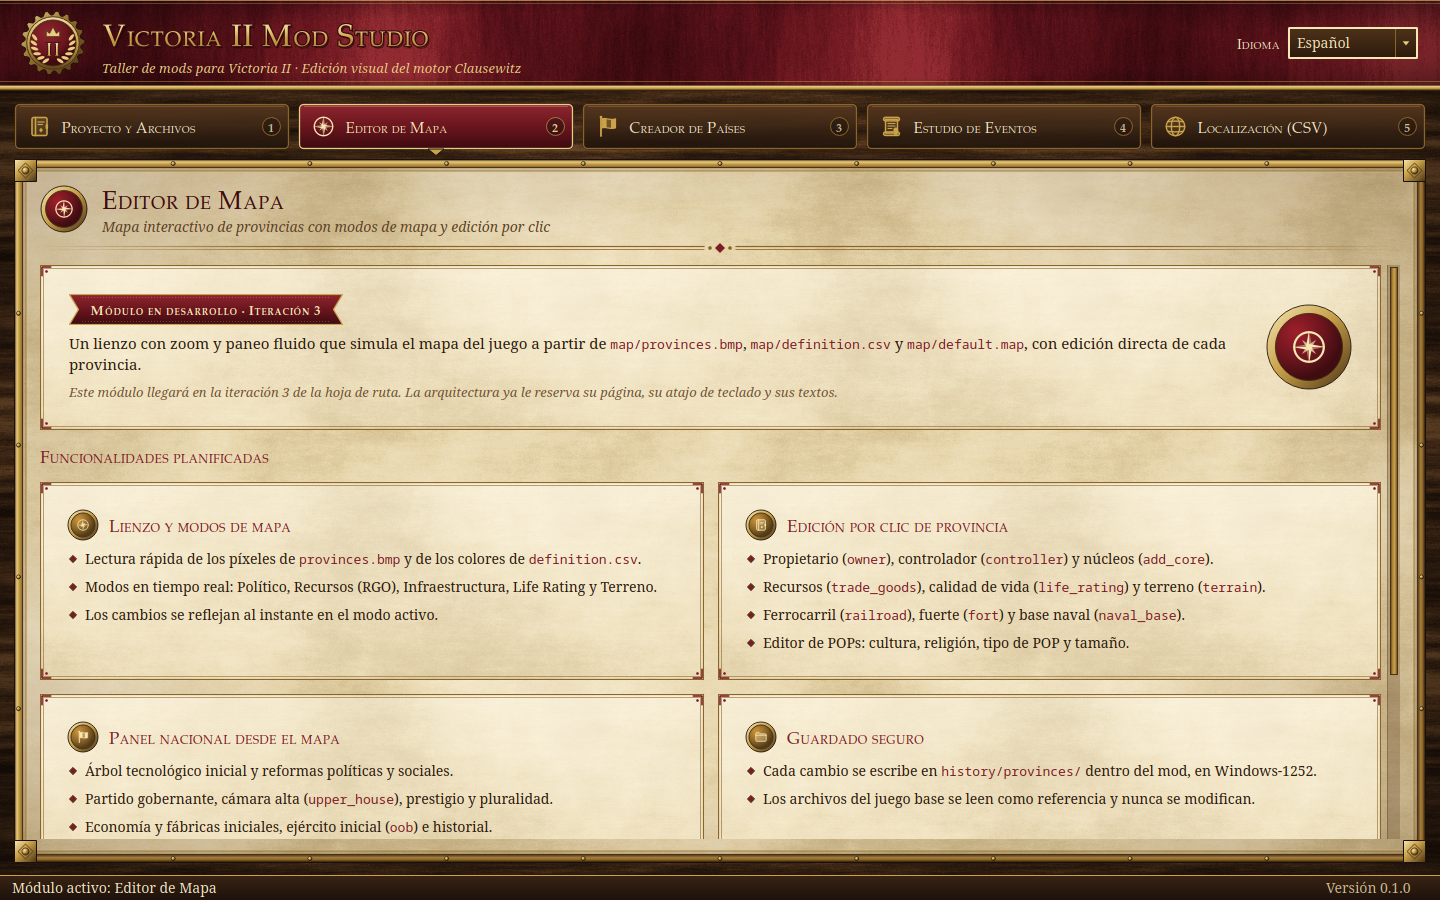 Victoria II Mod Studio
Taller de mods para Victoria II · Edición visual del motor Clausewitz
Idioma
Español
Proyecto y Archivos 1
Editor de Mapa 2
Creador de Países 3
Estudio de Eventos 4
Localización (CSV) 5
Editor de Mapa
Mapa interactivo de provincias con modos de mapa y edición por clic
Módulo en desarrollo · Iteración 3
Un lienzo con zoom y paneo fluido que simula el mapa del juego a partir de map/provinces.bmp, map/definition.csv y map/default.map, con edición directa de cada
provincia.
Este módulo llegará en la iteración 3 de la hoja de ruta. La arquitectura ya le reserva su página, su atajo de teclado y sus textos.
Funcionalidades planificadas
Lienzo y modos de mapa
Lectura rápida de los píxeles de provinces.bmp y de los colores de definition.csv.
Modos en tiempo real: Político, Recursos (RGO), Infraestructura, Life Rating y Terreno.
Los cambios se reflejan al instante en el modo activo.
Edición por clic de provincia
Propietario (owner), controlador (controller) y núcleos (add_core).
Recursos (trade_goods), calidad de vida (life_rating) y terreno (terrain).
Ferrocarril (railroad), fuerte (fort) y base naval (naval_base).
Editor de POPs: cultura, religión, tipo de POP y tamaño.
Panel nacional desde el mapa
Árbol tecnológico inicial y reformas políticas y sociales.
Partido gobernante, cámara alta (upper_house), prestigio y pluralidad.
Economía y fábricas iniciales, ejército inicial (oob) e historial.
Guardado seguro
Cada cambio se escribe en history/provinces/ dentro del mod, en Windows-1252.
Los archivos del juego base se leen como referencia y nunca se modifican.
Módulo activo: Editor de Mapa
Versión 0.1.0